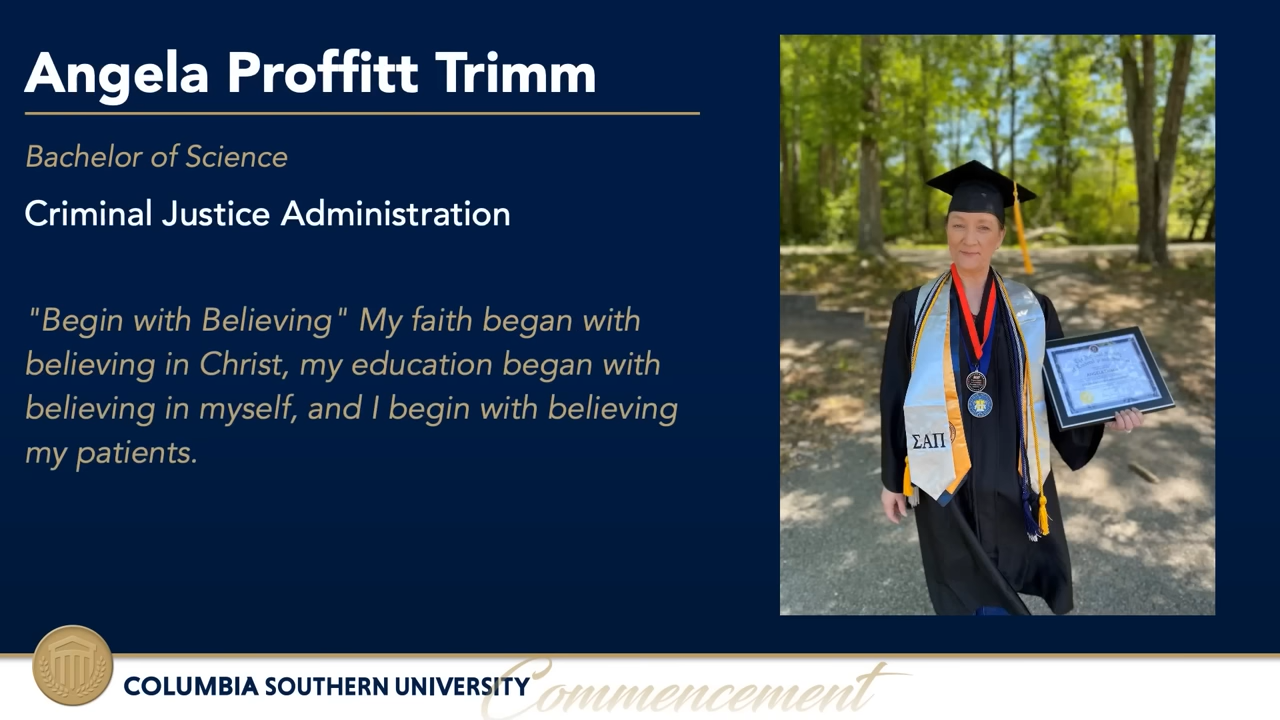 Angela Proffitt Trimm
Bachelor of Science
Criminal Justice Administration
"Begin with Believing" My faith began with
believing in Christ, my education began with
believing in myself, and I begin with believing
my patients.
ΣΑΠ
COLUMBIA SOUTHERN UNIVERSITY
Commencement